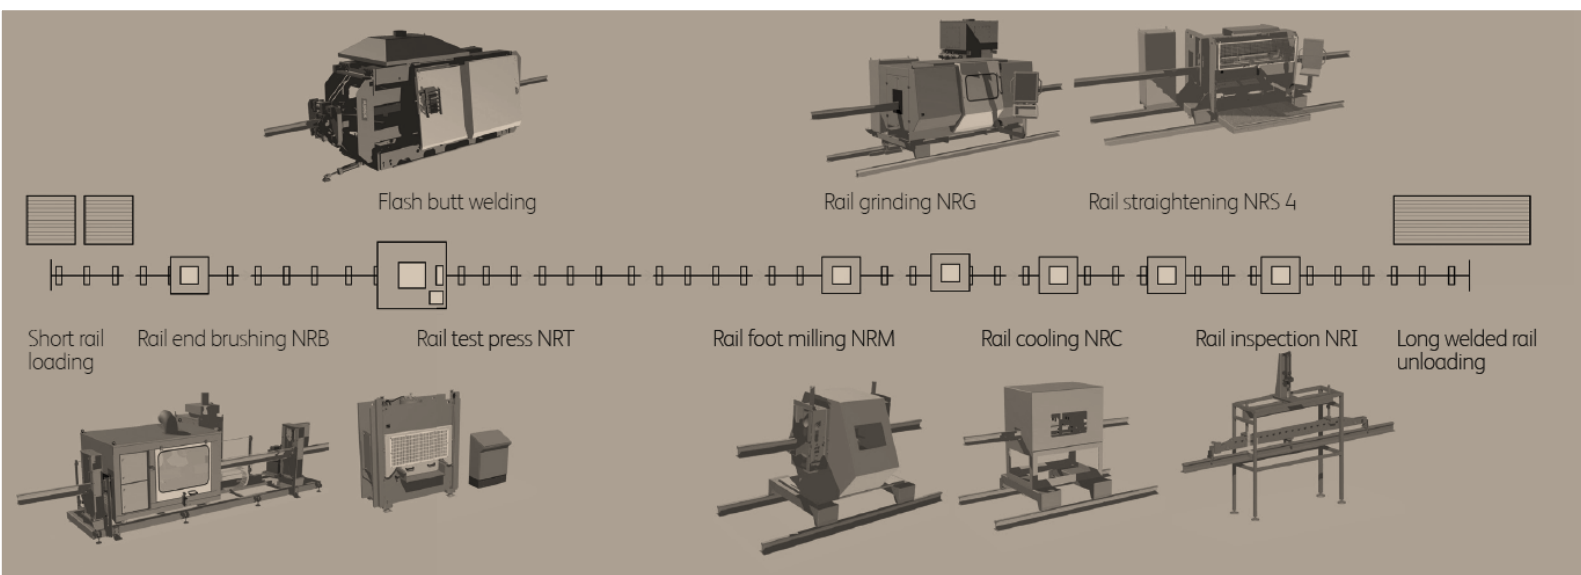 Flash butt welding
Rail grinding NRG
Rail straightening NRS 4
Short rail
loading
Rail end brushing NRB
Rail test press NRT
Rail foot milling NRM
Rail cooling NRC
Rail inspection NRI
Long welded rail
unloading